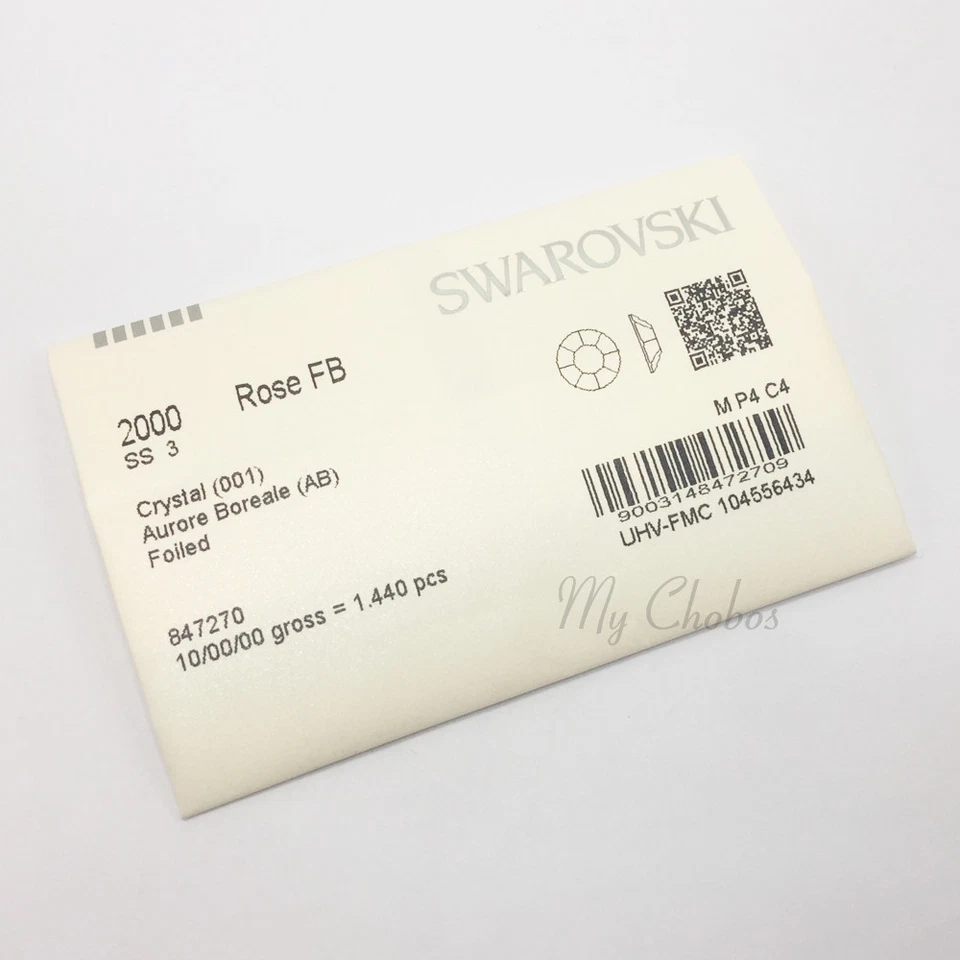 SWAROVSKI
2000 Rose FB
SS 3
Crystal (001)
Aurore Boreale (AB)
Foiled
847270
10/00/00 gross = 1.440 pcs
M P4 C4
9003148472709
UHV-FMC 104556434
My Chobos